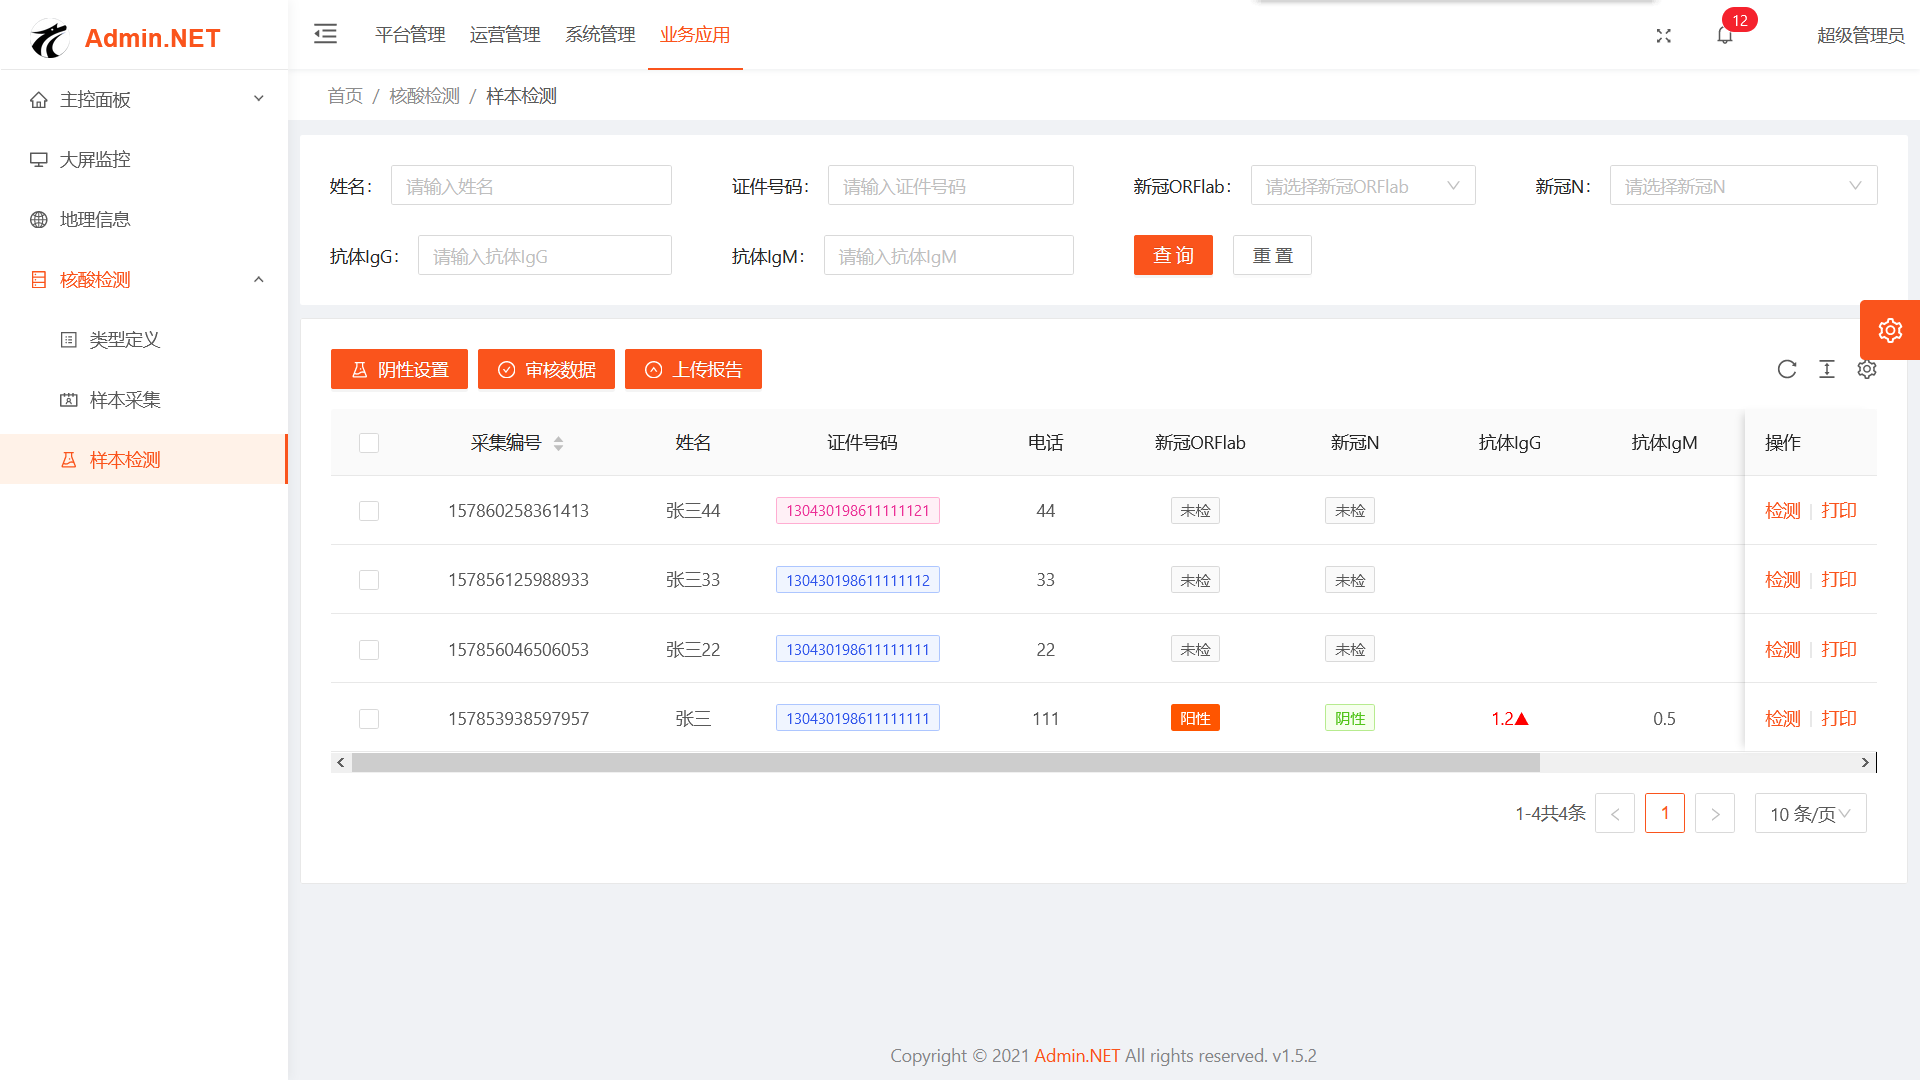 Admin.NET
平台管理 运营管理 系统管理 业务应用
12
超级管理员
主控面板
大屏监控
地理信息
核酸检测
类型定义
样本采集
样本检测
首页 / 核酸检测 / 样本检测
姓名： 请输入姓名 证件号码： 请输入证件号码 新冠ORFlab： 请选择新冠ORFlab 新冠N： 请选择新冠N
抗体IgG： 请输入抗体IgG 抗体IgM： 请输入抗体IgM 查 询 重 置
阴性设置 审核数据 上传报告
采集编号 姓名 证件号码 电话 新冠ORFlab 新冠N 抗体IgG 抗体IgM 操作
157860258361413 张三44 130430198611111121 44 未检 未检 检测 打印
157856125988933 张三33 130430198611111112 33 未检 未检 检测 打印
157856046506053 张三22 130430198611111111 22 未检 未检 检测 打印
157853938597957 张三 130430198611111111 111 阳性 阴性 1.2▲ 0.5 检测 打印
1-4共4条 < 1 > 10 条/页
Copyright © 2021 Admin.NET All rights reserved. v1.5.2